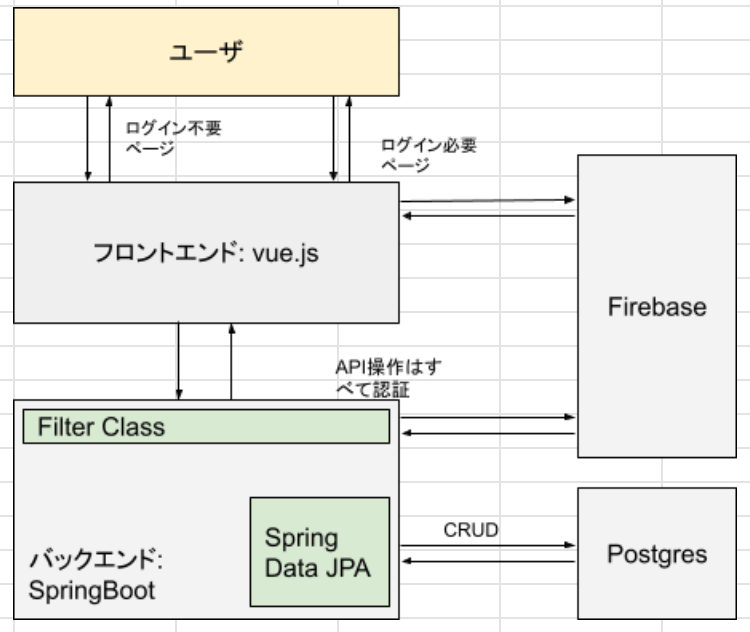 ユーザ
ログイン不要
ページ
ログイン必要
ページ
フロントエンド: vue.js
Firebase
API操作はす
べて認証
Filter Class
Spring
Data JPA
バックエンド:
SpringBoot
CRUD
Postgres